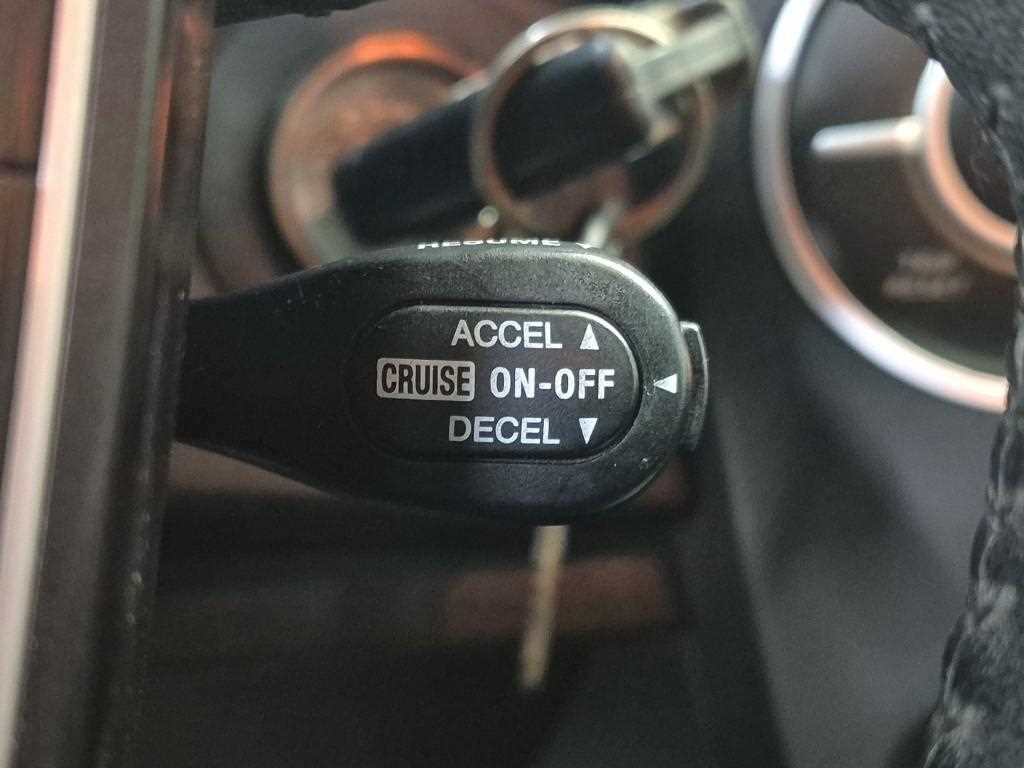 RESUME
ACCEL ▲
CRUISE ON-OFF ◄
DECEL ▼